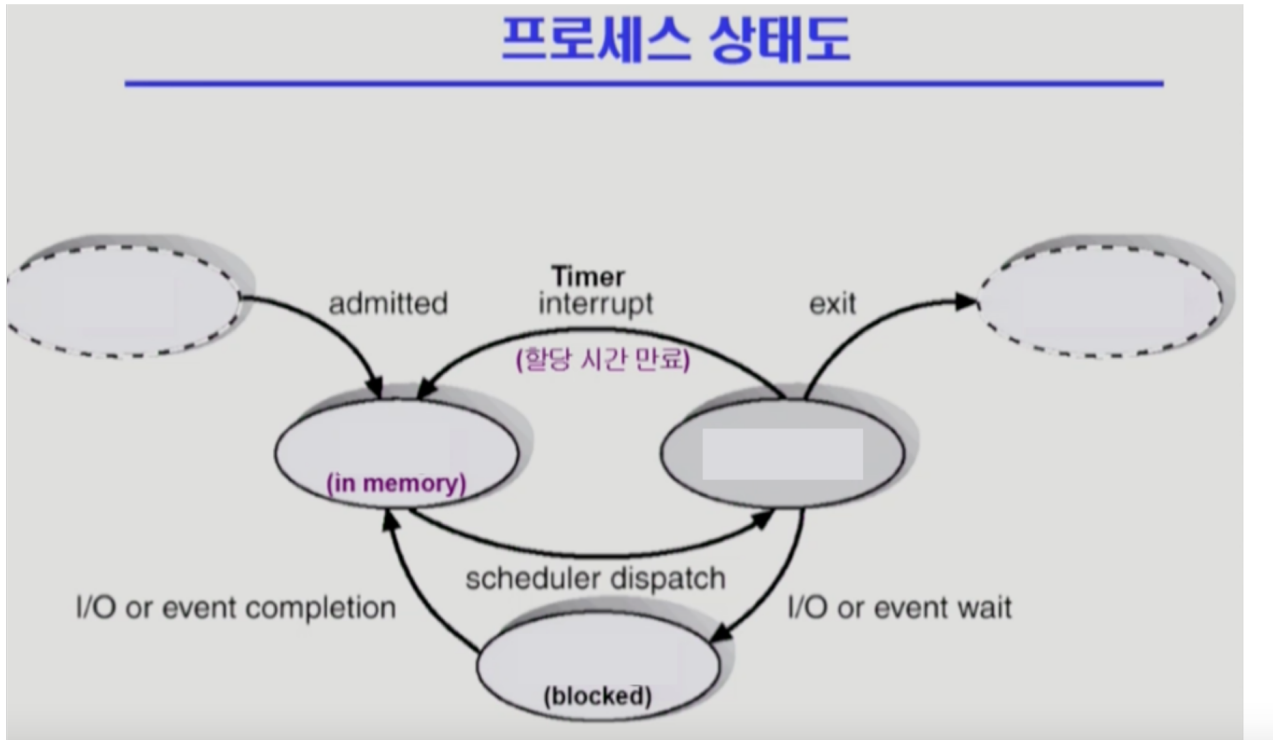 프로세스 상태도
Timer
admitted
interrupt
exit
(할당 시간 만료)
(in memory)
scheduler dispatch
I/O or event completion
I/O or event wait
(blocked)